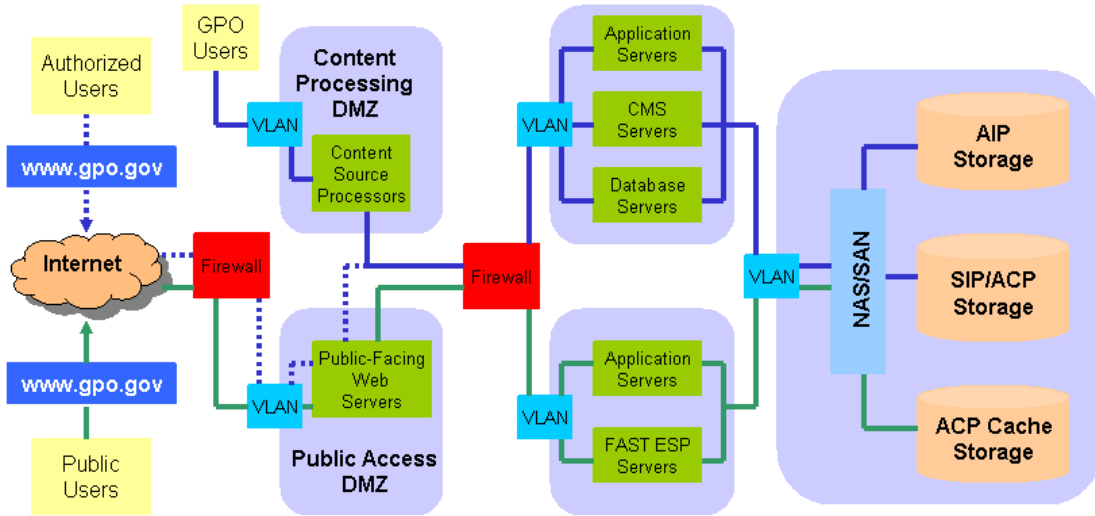 Authorized
Users
www.gpo.gov
Internet
www.gpo.gov
Public
Users
GPO
Users
VLAN
Firewall
Content
Processing
DMZ
Content
Source
Processors
Public-Facing
Web
Servers
VLAN
Public Access
DMZ
Firewall
VLAN
Application
Servers
CMS
Servers
Database
Servers
VLAN
Application
Servers
FAST ESP
Servers
VLAN
NAS/SAN
AIP
Storage
SIP/ACP
Storage
ACP Cache
Storage